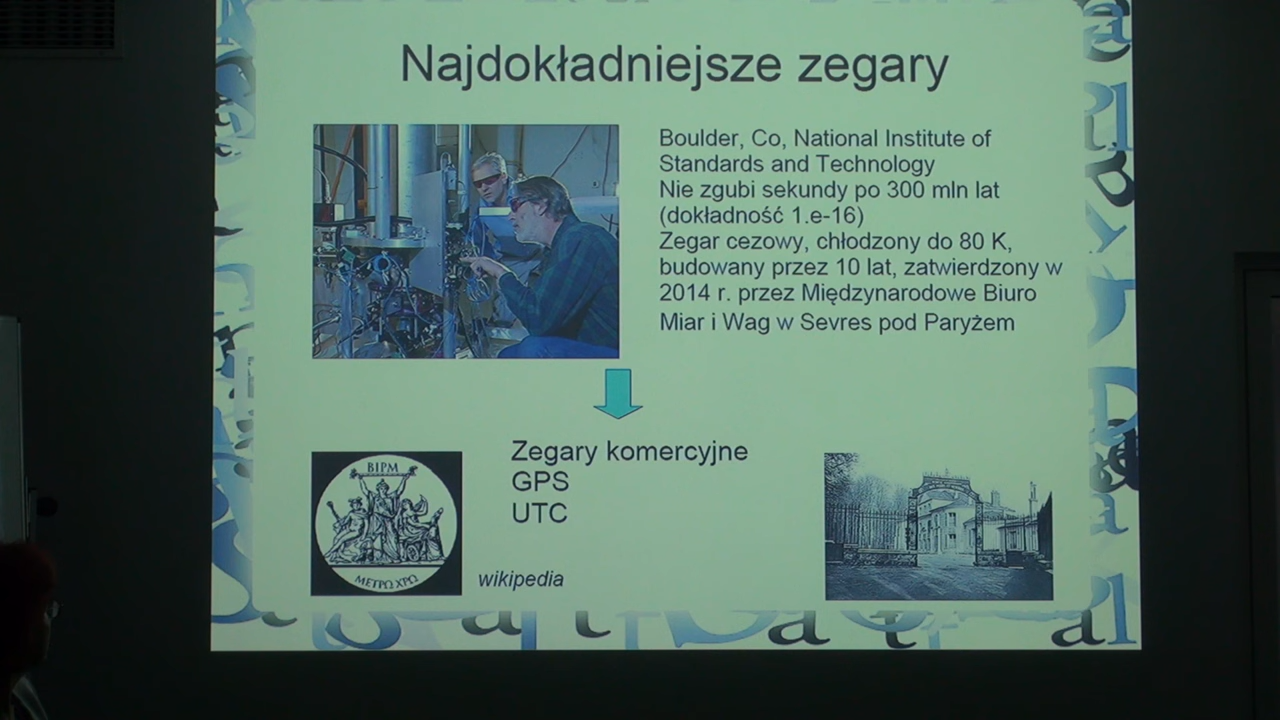 Najdokładniejsze zegary
Boulder, Co, National Institute of
Standards and Technology
Nie zgubi sekundy po 300 mln lat
(dokładność 1.e-16)
Zegar cezowy, chłodzony do 80 K,
budowany przez 10 lat, zatwierdzony w
2014 r. przez Międzynarodowe Biuro
Miar i Wag w Sevres pod Paryżem
Zegary komercyjne
GPS
UTC
BIPM
ΜΕΤΡΩ ΧΡΩ
wikipedia